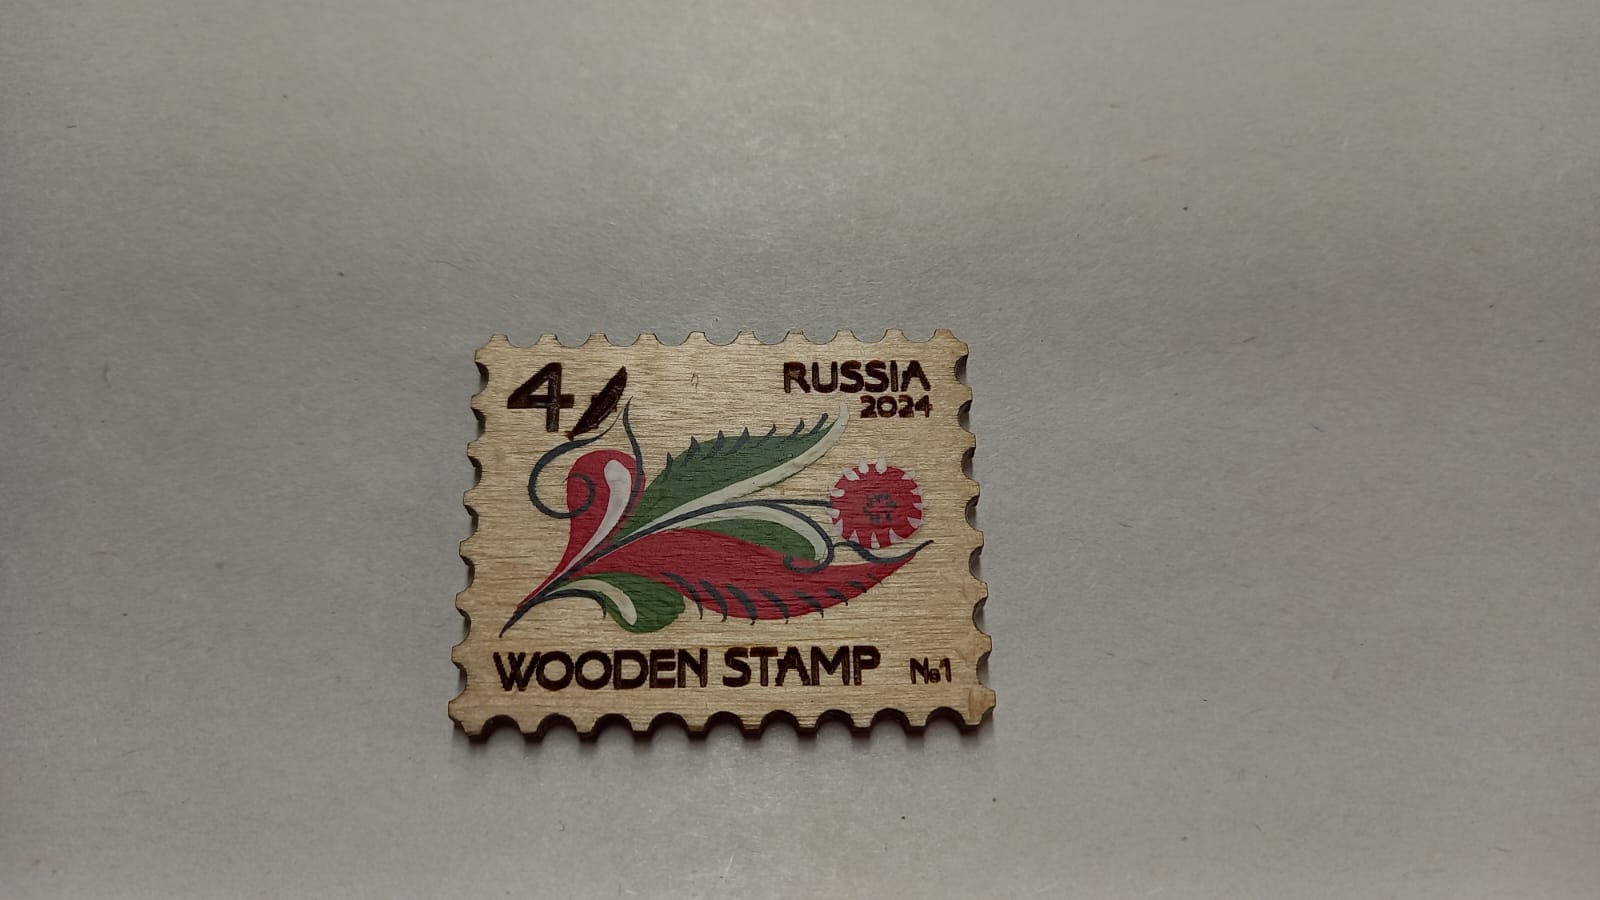 4
RUSSIA
2024
WOODEN STAMP №1